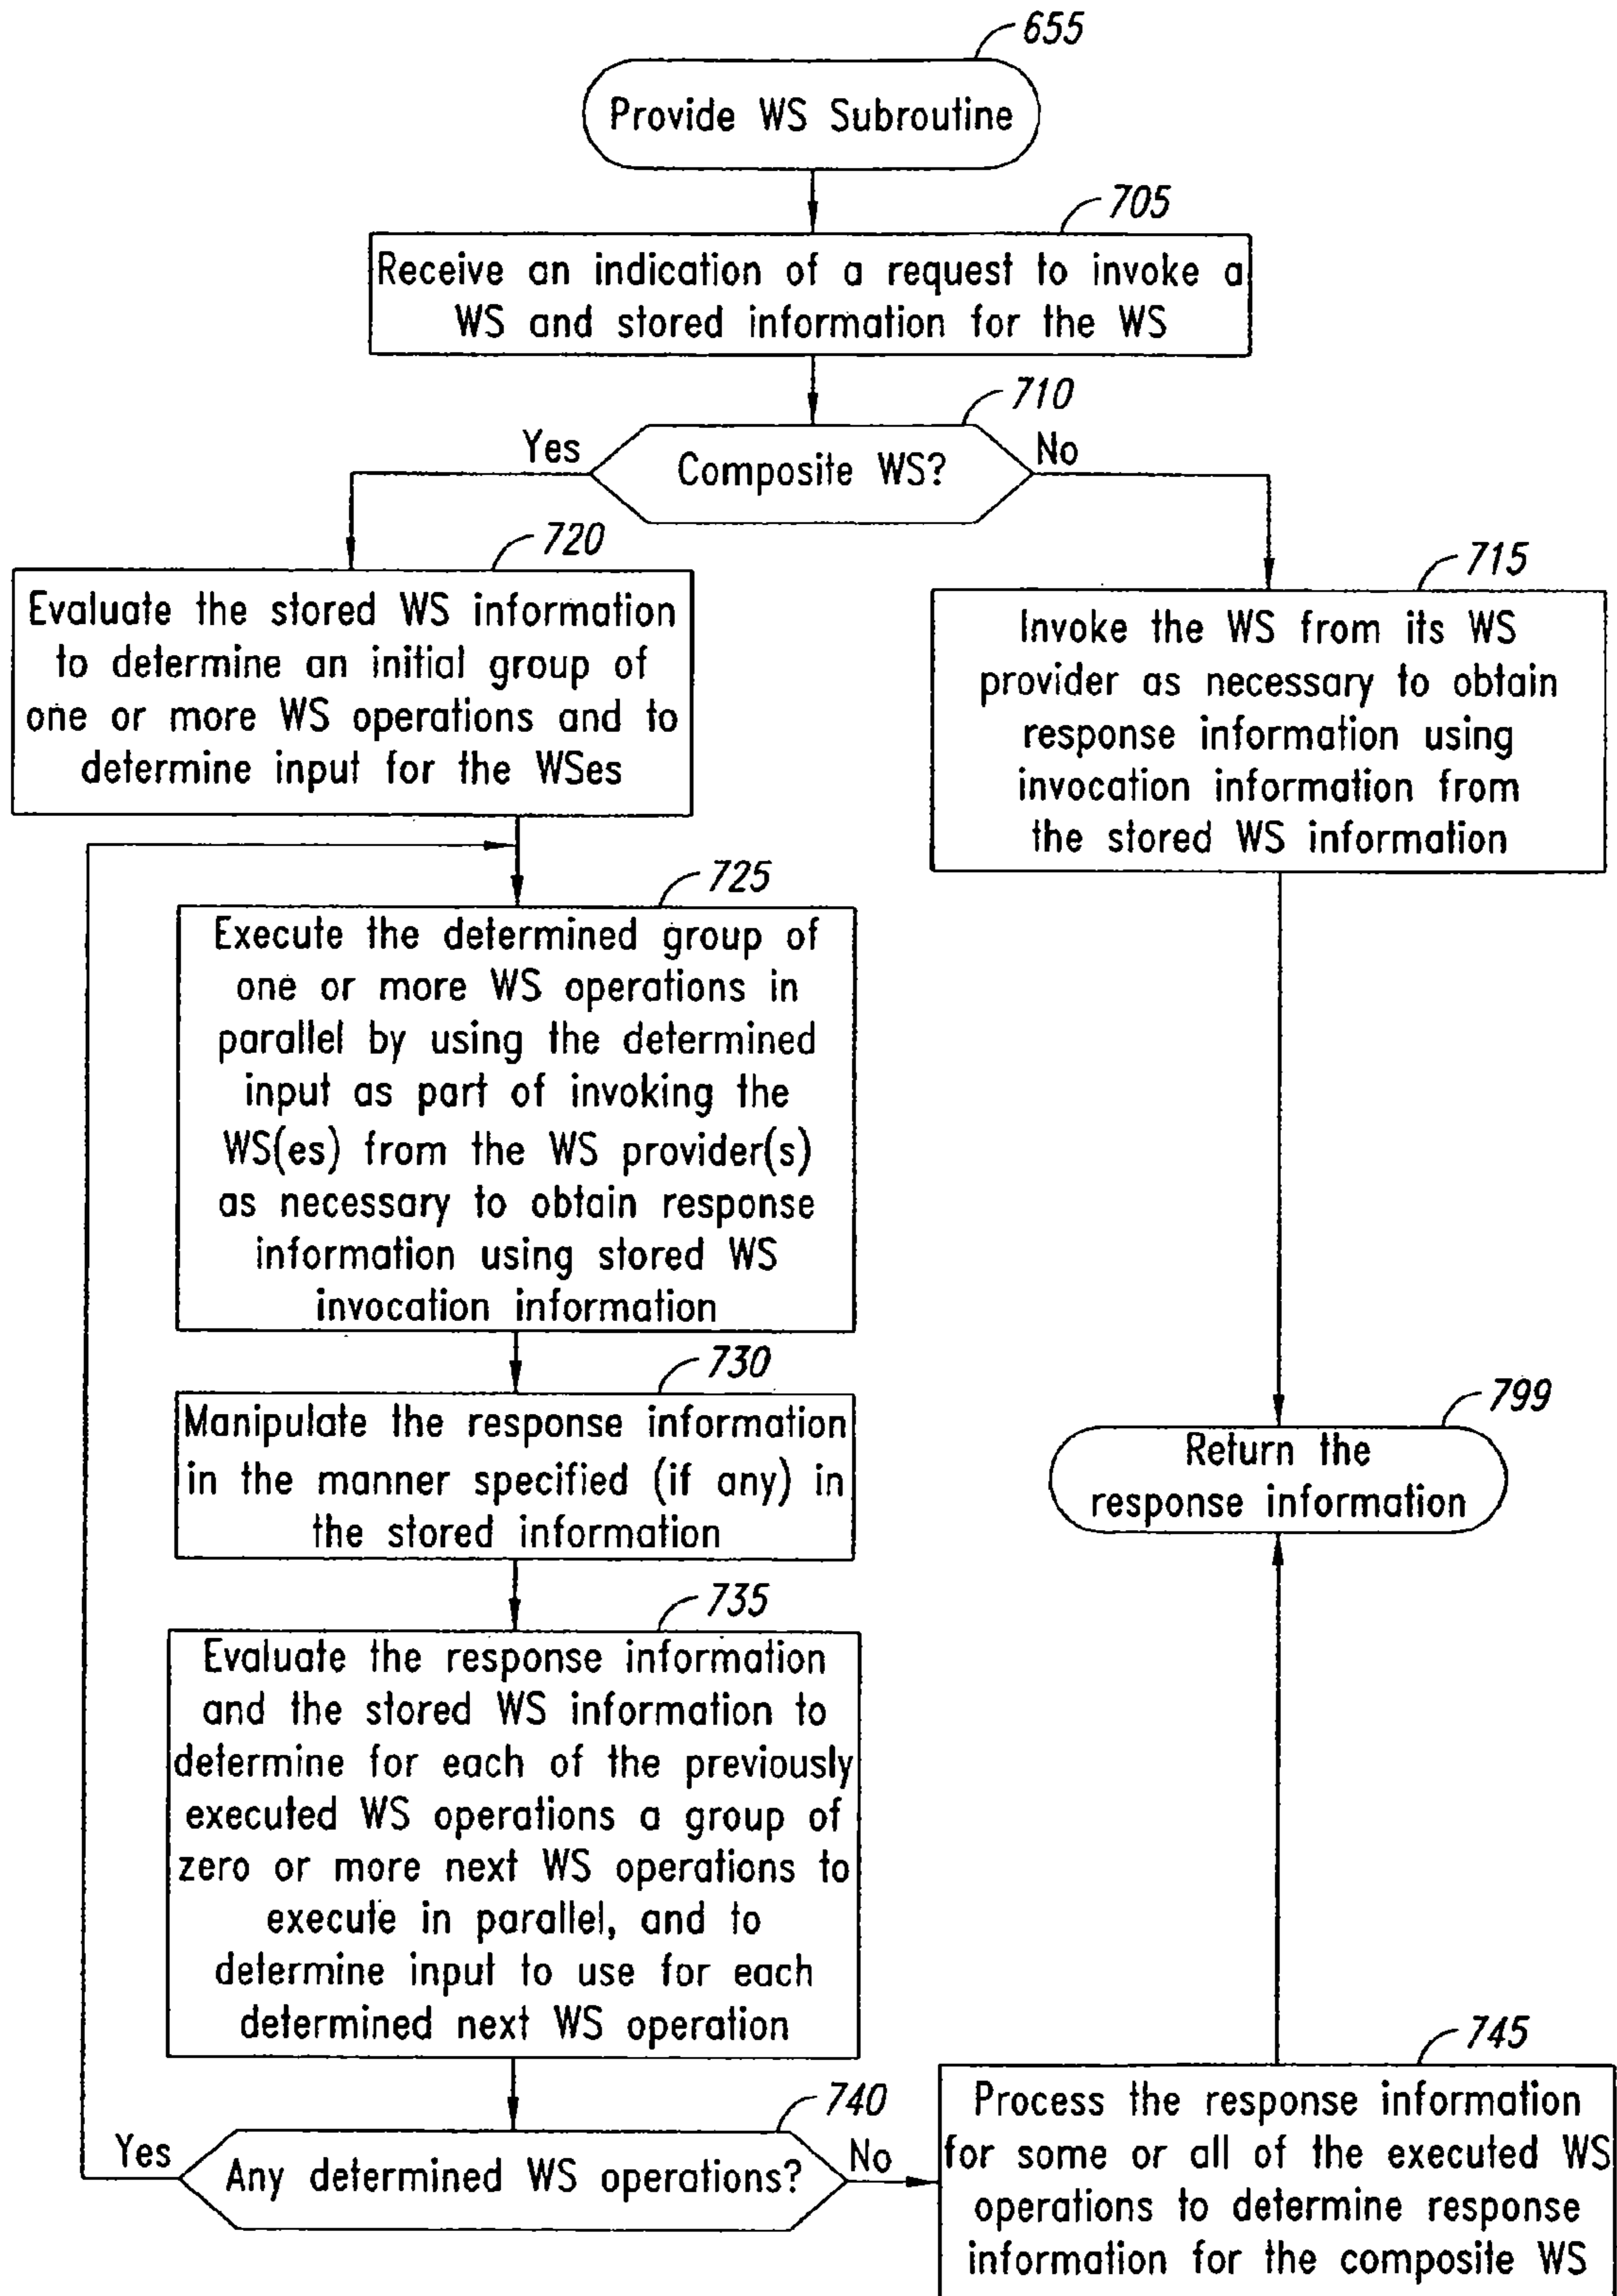 655
Provide WS Subroutine
705
Receive an indication of a request to invoke a
WS and stored information for the WS
710
Yes
Composite WS?
No
720
Evaluate the stored WS information
to determine an initial group of
one or more WS operations and to
determine input for the WSes
715
Invoke the WS from its WS
provider as necessary to obtain
response information using
invocation information from
the stored WS information
725
Execute the determined group of
one or more WS operations in
parallel by using the determined
input as part of invoking the
WS(es) from the WS provider(s)
as necessary to obtain response
information using stored WS
invocation information
730
Manipulate the response information
in the manner specified (if any) in
the stored information
799
Return the
response information
735
Evaluate the response information
and the stored WS information to
determine for each of the previously
executed WS operations a group of
zero or more next WS operations to
execute in parallel, and to
determine input to use for each
determined next WS operation
740
Yes
Any determined WS operations?
No
745
Process the response information
for some or all of the executed WS
operations to determine response
information for the composite WS